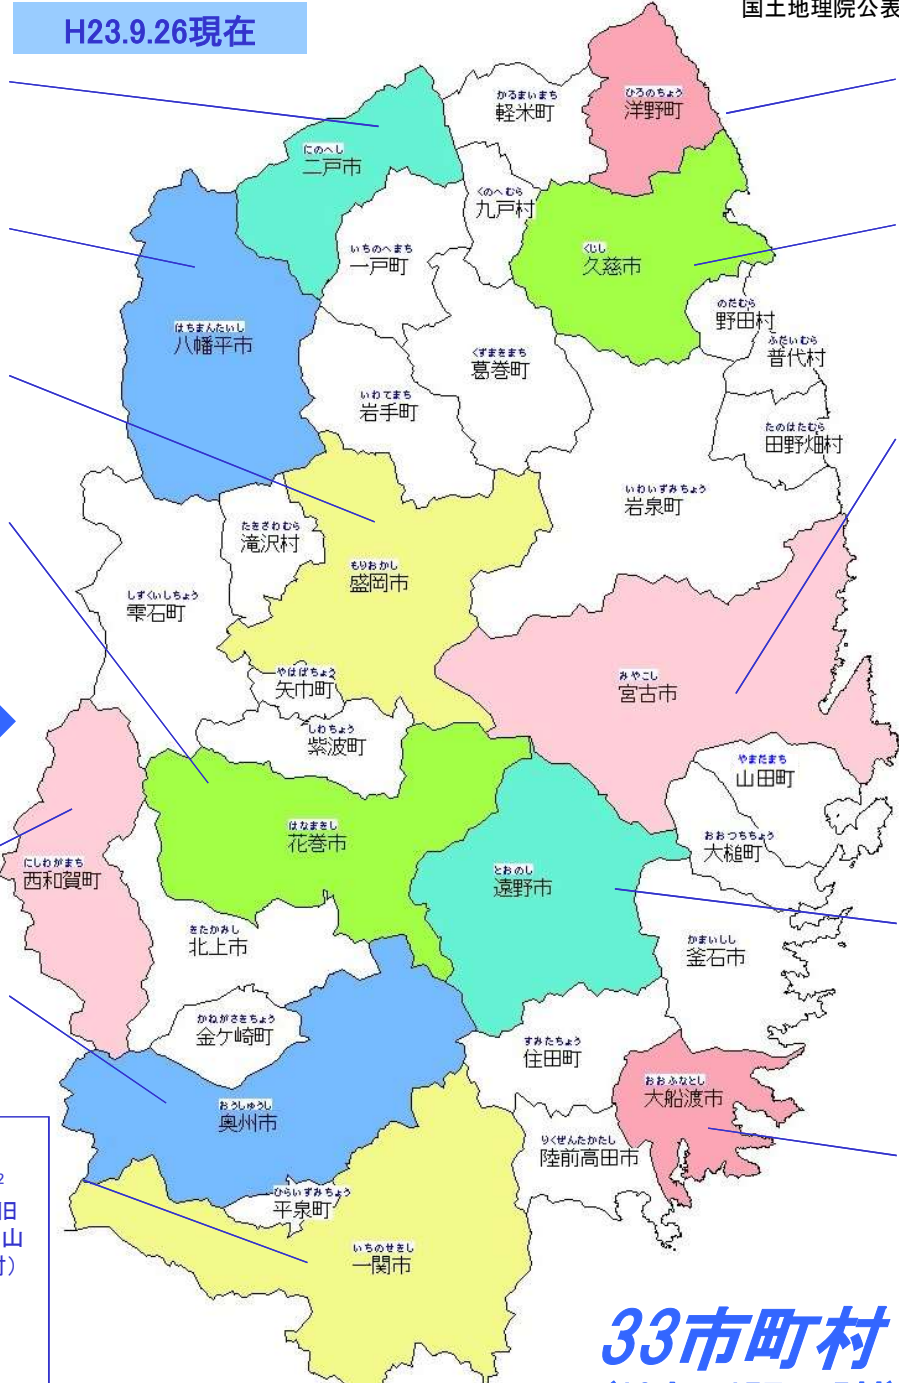 H23.9.26現在
国土地理院公表
かるまいまち
軽米町
ひろのちょう
洋野町
にのへし
二戸市
くのへむら
九戸村
いちのへまち
一戸町
くじし
久慈市
のだむら
野田村
はちまんたいし
八幡平市
ふだいむら
普代村
くずまきまち
葛巻町
いわてまち
岩手町
たのはたむら
田野畑村
いわいずみちょう
岩泉町
たきざわむら
滝沢村
もりおかし
盛岡市
しずくいしちょう
雫石町
やはばちょう
矢巾町
みやこし
宮古市
しわちょう
紫波町
やまだまち
山田町
はなまきし
花巻市
おおつちちょう
大槌町
にしわがまち
西和賀町
とおのし
遠野市
きたかみし
北上市
かまいしし
釜石市
かねがさきちょう
金ケ崎町
すみたちょう
住田町
おおふなとし
大船渡市
おうしゅうし
奥州市
りくぜんたかたし
陸前高田市
ひらいずみちょう
平泉町
2
旧
山
村）
いちのせきし
一関市
33市町村